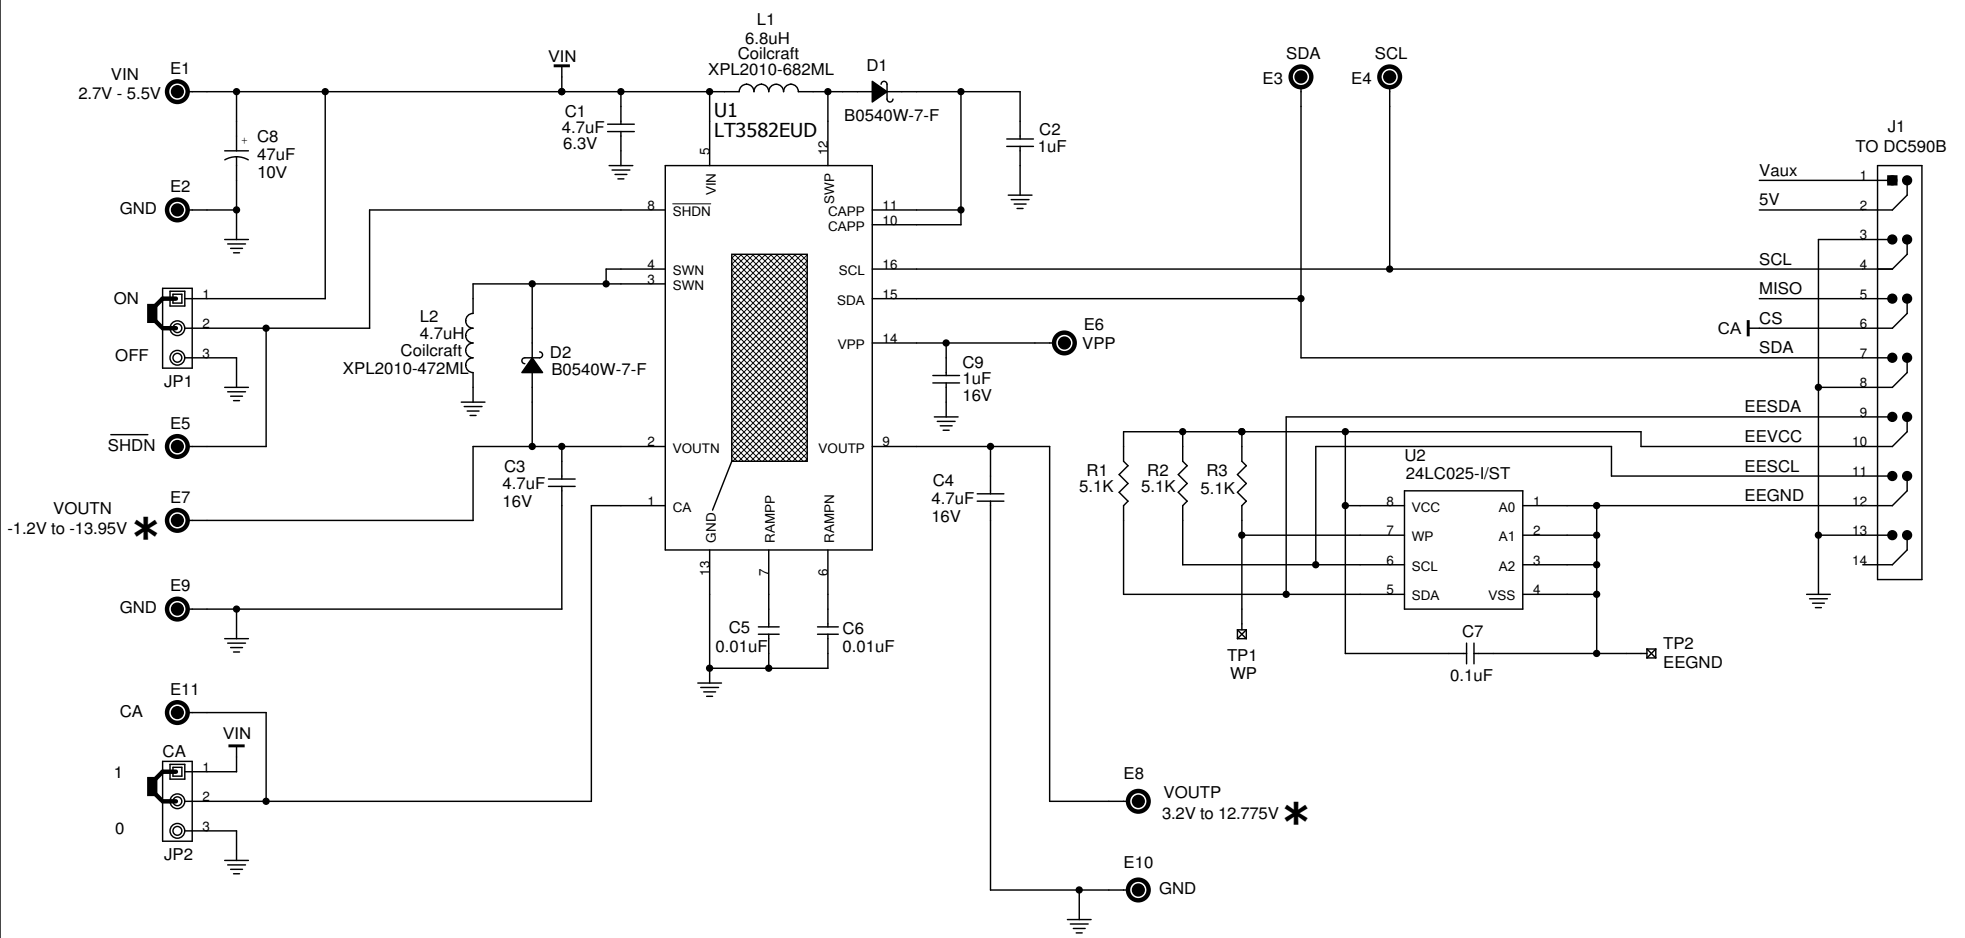 L1
6.8uH
Coilcraft
XPL2010-682ML
VIN
2.7V - 5.5V
E1
VIN
D1
B0540W-7-F
SDA
E3
SCL
E4
C8
47uF
10V
+
C1
4.7uF
6.3V
U1
LT3582EUD
C2
1uF
J1
TO DC590B
E2
GND
5
VIN
12
SWP
8
SHDN
CAPP
11
CAPP
10
4
SWN
3
SWN
SCL
16
SDA
15
VPP
14
E6
VPP
2
VOUTN
VOUTP
9
1
CA
GND
RAMPP
RAMPN
13
7
6
ON
1
2
OFF
3
JP1
L2
4.7uH
Coilcraft
XPL2010-472ML
D2
B0540W-7-F
C9
1uF
16V
E5
SHDN
E7
VOUTN
-1.2V to -13.95V *
C3
4.7uF
16V
C4
4.7uF
16V
E9
GND
C5
0.01uF
C6
0.01uF
E11
CA
VIN
CA
1
1
2
0
3
JP2
Vaux
1
5V
2
3
SCL
4
MISO
5
CA
CS
6
SDA
7
8
EESDA
9
EEVCC
10
EESCL
11
EEGND
12
13
14
R1
5.1K
R2
5.1K
R3
5.1K
U2
24LC025-I/ST
8
VCC
A0
1
7
WP
A1
2
6
SCL
A2
3
5
SDA
VSS
4
C7
0.1uF
TP1
WP
TP2
EEGND
E8
VOUTP
3.2V to 12.775V *
E10
GND